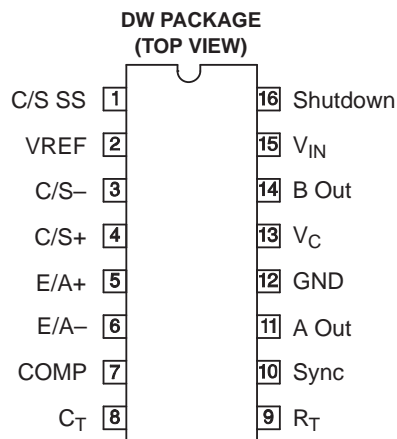 DW PACKAGE
(TOP VIEW)
C/S SS 1 16 Shutdown
VREF 2 15 VIN
C/S– 3 14 B Out
C/S+ 4 13 VC
E/A+ 5 12 GND
E/A– 6 11 A Out
COMP 7 10 Sync
CT 8 9 RT